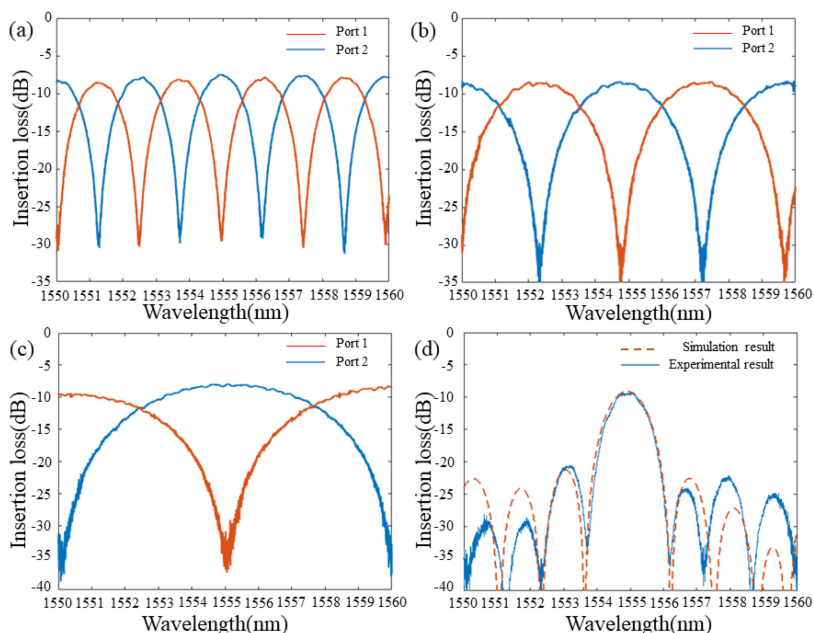 (a)
Port 1
Port 2
Insertion loss(dB)
0
-5
-10
-15
-20
-25
-30
-35
1550 1551 1552 1553 1554 1555 1556 1557 1558 1559 1560
Wavelength(nm)
(b)
Port 1
Port 2
Insertion loss(dB)
0
-5
-10
-15
-20
-25
-30
-35
1550 1551 1552 1553 1554 1555 1556 1557 1558 1559 1560
Wavelength(nm)
(c)
Port 1
Port 2
Insertion loss(dB)
0
-5
-10
-15
-20
-25
-30
-35
-40
1550 1551 1552 1553 1554 1555 1556 1557 1558 1559 1560
Wavelength(nm)
(d)
Simulation result
Experimental result
Insertion loss(dB)
0
-5
-10
-15
-20
-25
-30
-35
-40
1550 1551 1552 1553 1554 1555 1556 1557 1558 1559 1560
Wavelength(nm)